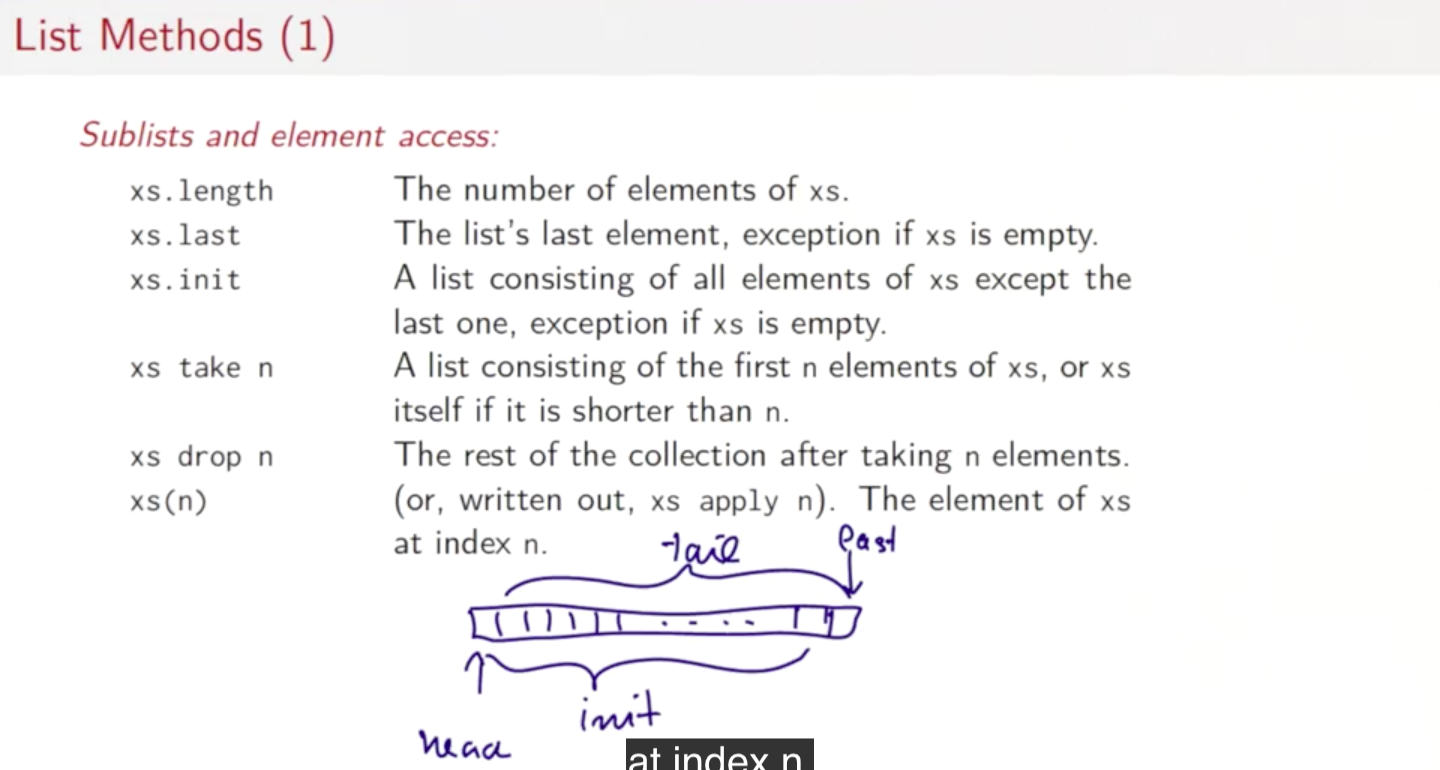 List Methods (1)
Sublists and element access:
xs.length The number of elements of xs.
xs.last The list's last element, exception if xs is empty.
xs.init A list consisting of all elements of xs except the
last one, exception if xs is empty.
xs take n A list consisting of the first n elements of xs, or xs
itself if it is shorter than n.
xs drop n The rest of the collection after taking n elements.
xs(n) (or, written out, xs apply n). The element of xs
at index n.
tail last
init
head
at index n